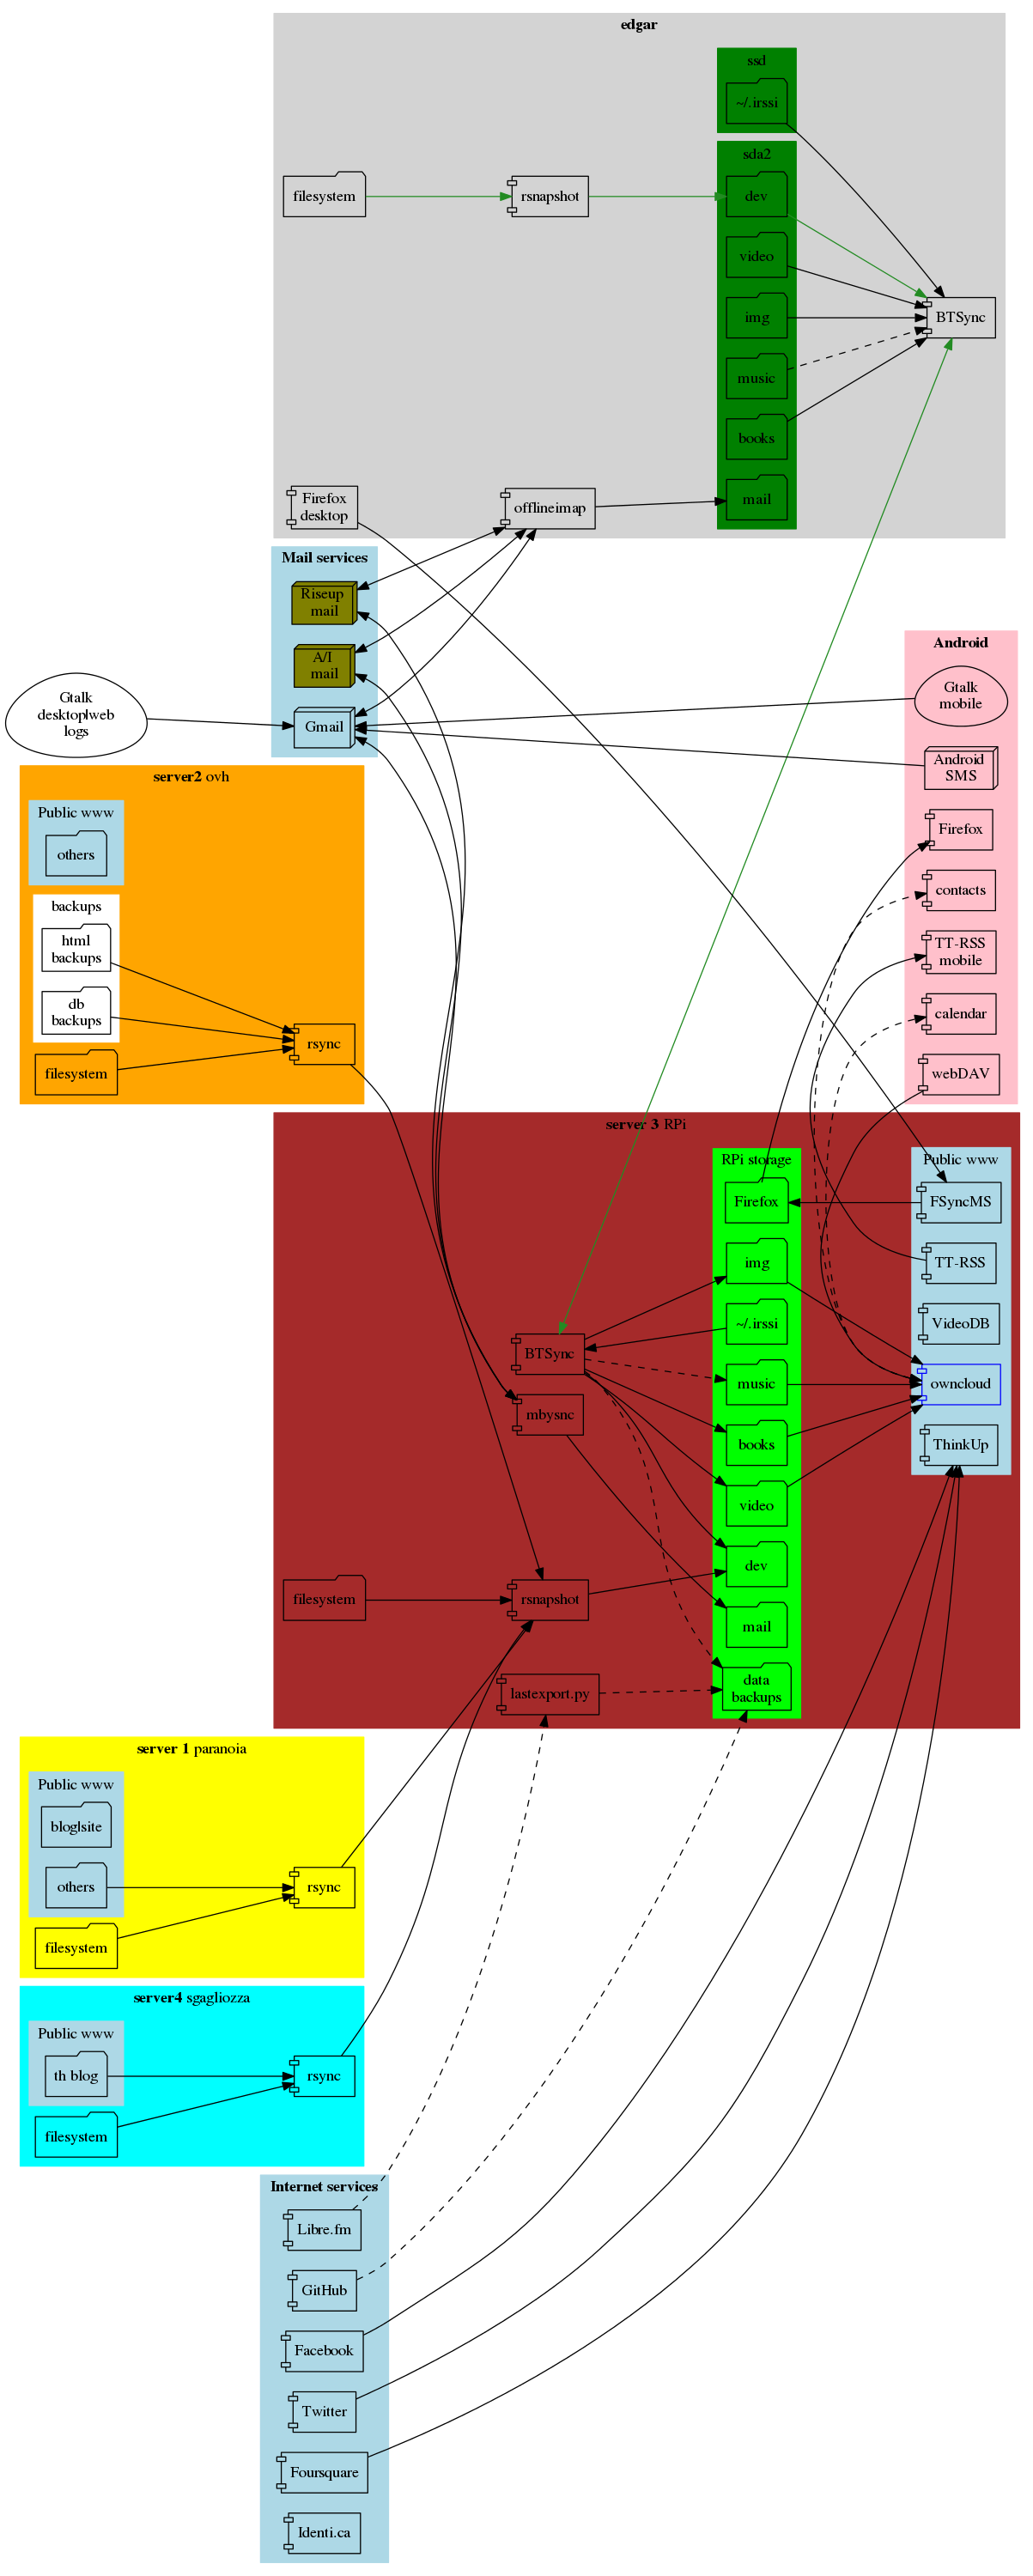 edgar
ssd
~/.irssi
sda2
filesystem
rsnapshot
dev
video
img
BTSync
music
books
mail
Firefox
desktop
offlineimap
Mail services
Riseup
mail
A/I
mail
Gmail
Gtalk
desktop|web
logs
Android
Gtalk
mobile
Android
SMS
Firefox
contacts
TT-RSS
mobile
calendar
webDAV
server2 ovh
Public www
others
backups
html
backups
db
backups
filesystem
rsync
server 3 RPi
RPi storage
Firefox
img
~/.irssi
music
books
video
dev
mail
data
backups
BTSync
mbysnc
filesystem
rsnapshot
lastexport.py
Public www
FSyncMS
TT-RSS
VideoDB
owncloud
ThinkUp
server 1 paranoia
Public www
blog|site
others
filesystem
rsync
server4 sgagliozza
Public www
th blog
filesystem
rsync
Internet services
Libre.fm
GitHub
Facebook
Twitter
Foursquare
Identi.ca